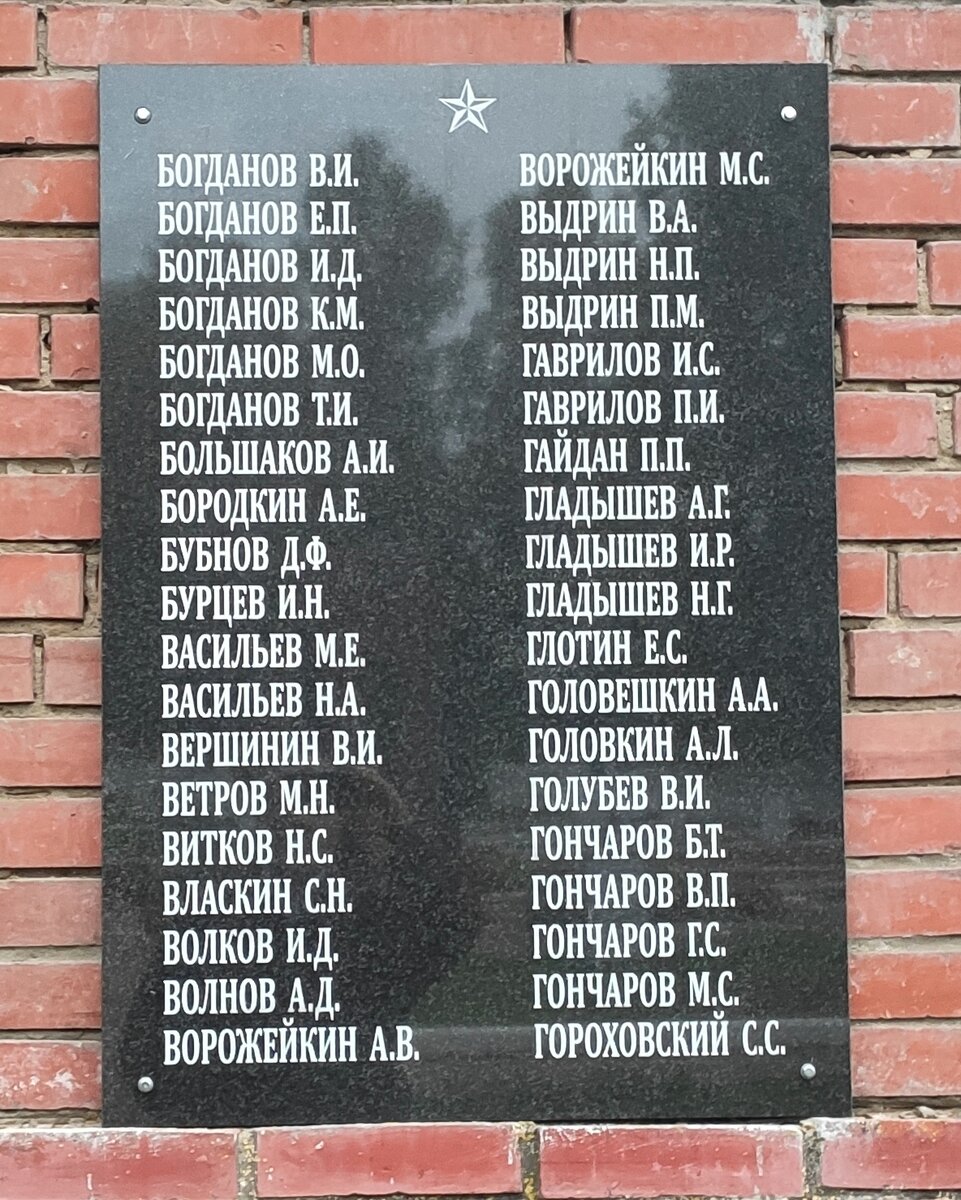 БОГДАНОВ В.И.
БОГДАНОВ Е.П.
БОГДАНОВ И.Д.
БОГДАНОВ К.М.
БОГДАНОВ М.О.
БОГДАНОВ Т.И.
БОЛЬШАКОВ А.И.
БОРОДКИН А.Е.
БУБНОВ Д.Ф.
БУРЦЕВ И.Н.
ВАСИЛЬЕВ М.Е.
ВАСИЛЬЕВ Н.А.
ВЕРШИНИН В.И.
ВЕТРОВ М.Н.
ВИТКОВ Н.С.
ВЛАСКИН С.Н.
ВОЛКОВ И.Д.
ВОЛНОВ А.Д.
ВОРОЖЕЙКИН А.В.
ВОРОЖЕЙКИН М.С.
ВЫДРИН В.А.
ВЫДРИН Н.П.
ВЫДРИН П.М.
ГАВРИЛОВ И.С.
ГАВРИЛОВ П.И.
ГАЙДАН П.П.
ГЛАДЫШЕВ А.Г.
ГЛАДЫШЕВ И.Р.
ГЛАДЫШЕВ Н.Г.
ГЛОТИН Е.С.
ГОЛОВЕШКИН А.А.
ГОЛОВКИН А.Л.
ГОЛУБЕВ В.И.
ГОНЧАРОВ Б.Т.
ГОНЧАРОВ В.П.
ГОНЧАРОВ Г.С.
ГОНЧАРОВ М.С.
ГОРОХОВСКИЙ С.С.